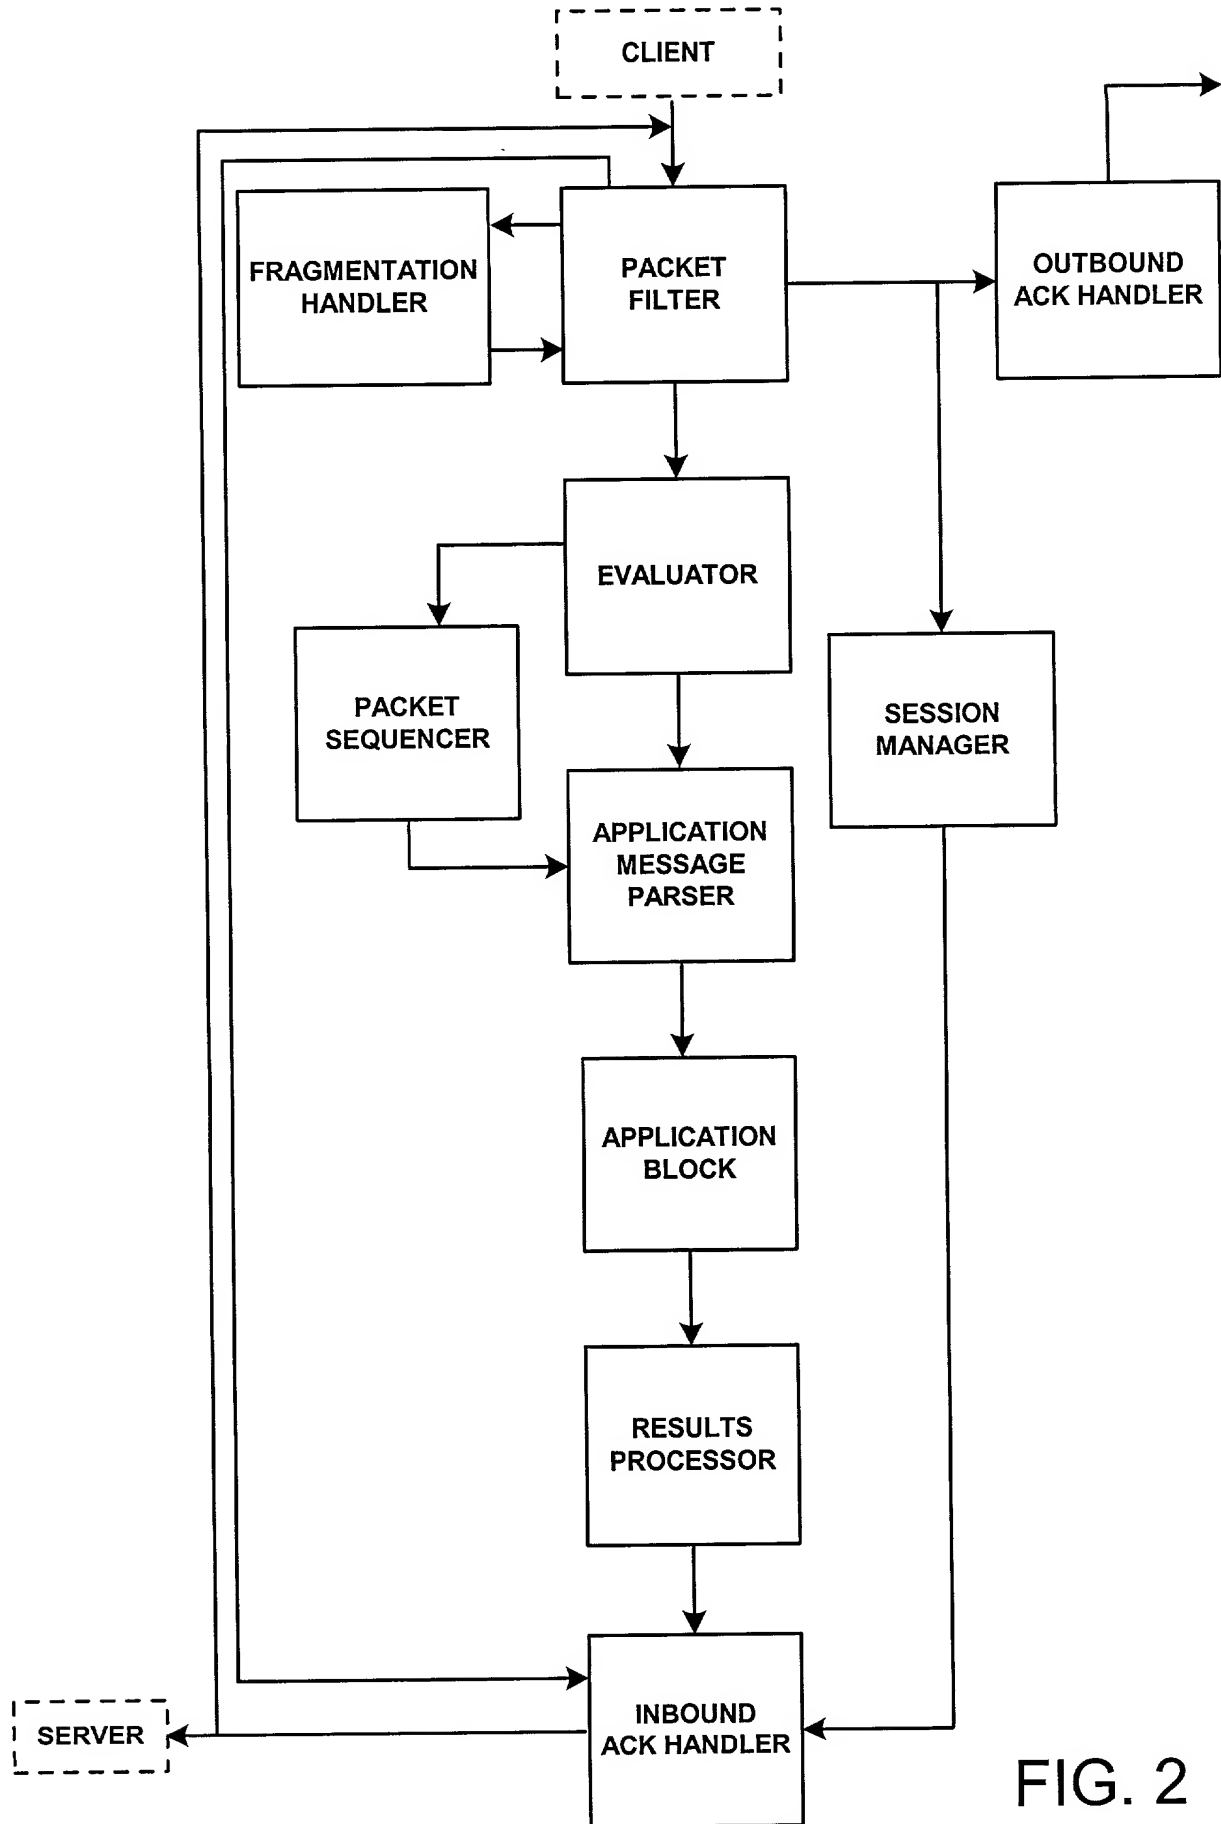 CLIENT
FRAGMENTATION
HANDLER
PACKET
FILTER
OUTBOUND
ACK HANDLER
EVALUATOR
PACKET
SEQUENCER
SESSION
MANAGER
APPLICATION
MESSAGE
PARSER
APPLICATION
BLOCK
RESULTS
PROCESSOR
INBOUND
ACK HANDLER
SERVER
FIG. 2